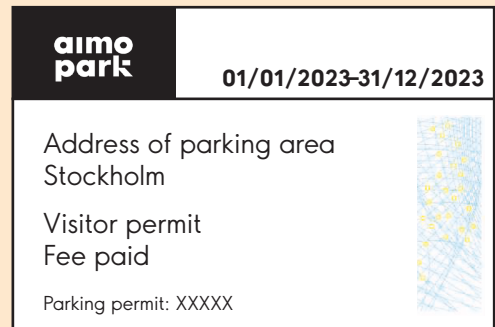 aımo
park
01/01/2023–31/12/2023
Address of parking area
Stockholm
Visitor permit
Fee paid
Parking permit: XXXXX